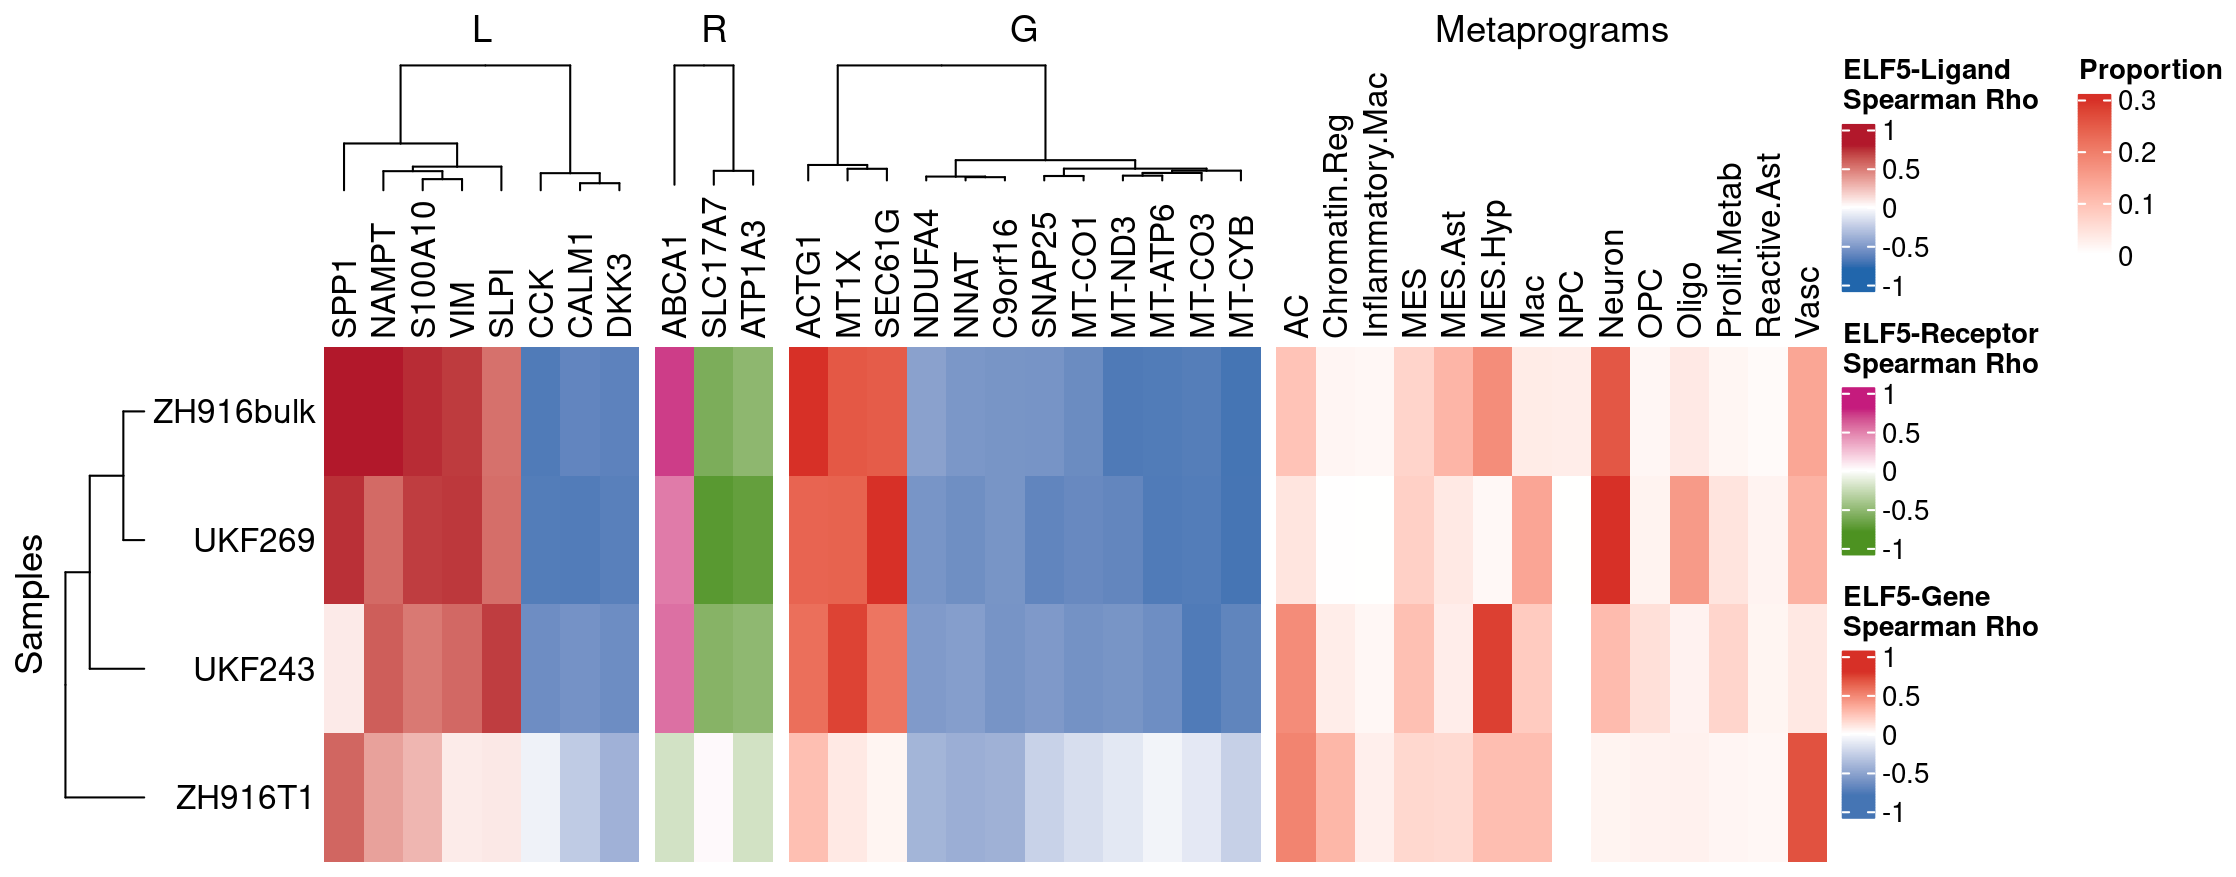 L
R
G
Metaprograms
SPP1
NAMPT
S100A10
VIM
SLPI
CCK
CALM1
DKK3
ABCA1
SLC17A7
ATP1A3
ACTG1
MT1X
SEC61G
NDUFA4
NNAT
C9orf16
SNAP25
MT-CO1
MT-ND3
MT-ATP6
MT-CO3
MT-CYB
AC
Chromatin.Reg
Inflammatory.Mac
MES
MES.Ast
MES.Hyp
Mac
NPC
Neuron
OPC
Oligo
Prolif.Metab
Reactive.Ast
Vasc
Samples
ZH916bulk
UKF269
UKF243
ZH916T1
ELF5-Ligand
Spearman Rho
1
0.5
0
-0.5
-1
ELF5-Receptor
Spearman Rho
1
0.5
0
-0.5
-1
ELF5-Gene
Spearman Rho
1
0.5
0
-0.5
-1
Proportion
0.3
0.2
0.1
0